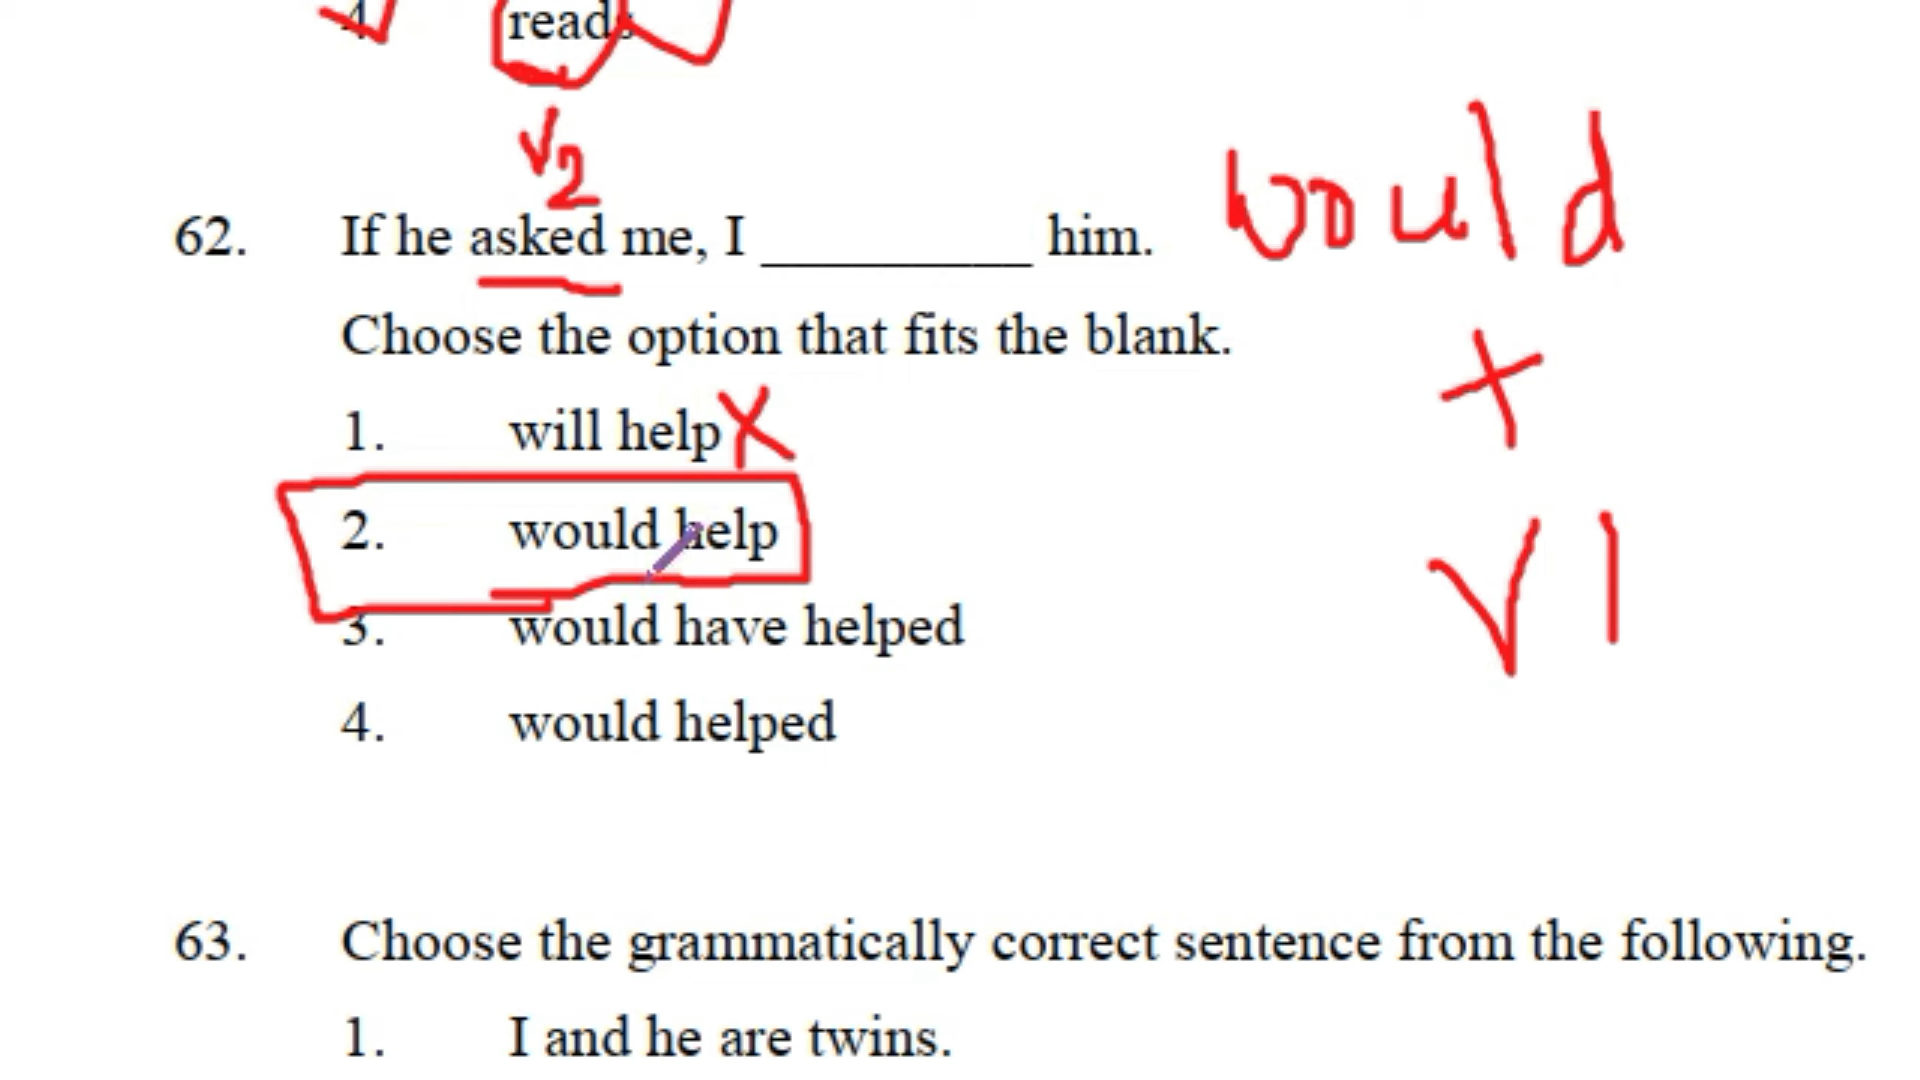 4. reads
V2
62. If he asked me, I _________ him. would
Choose the option that fits the blank. +
1. will help X
2. would help V1
3. would have helped
4. would helped
63. Choose the grammatically correct sentence from the following.
1. I and he are twins.